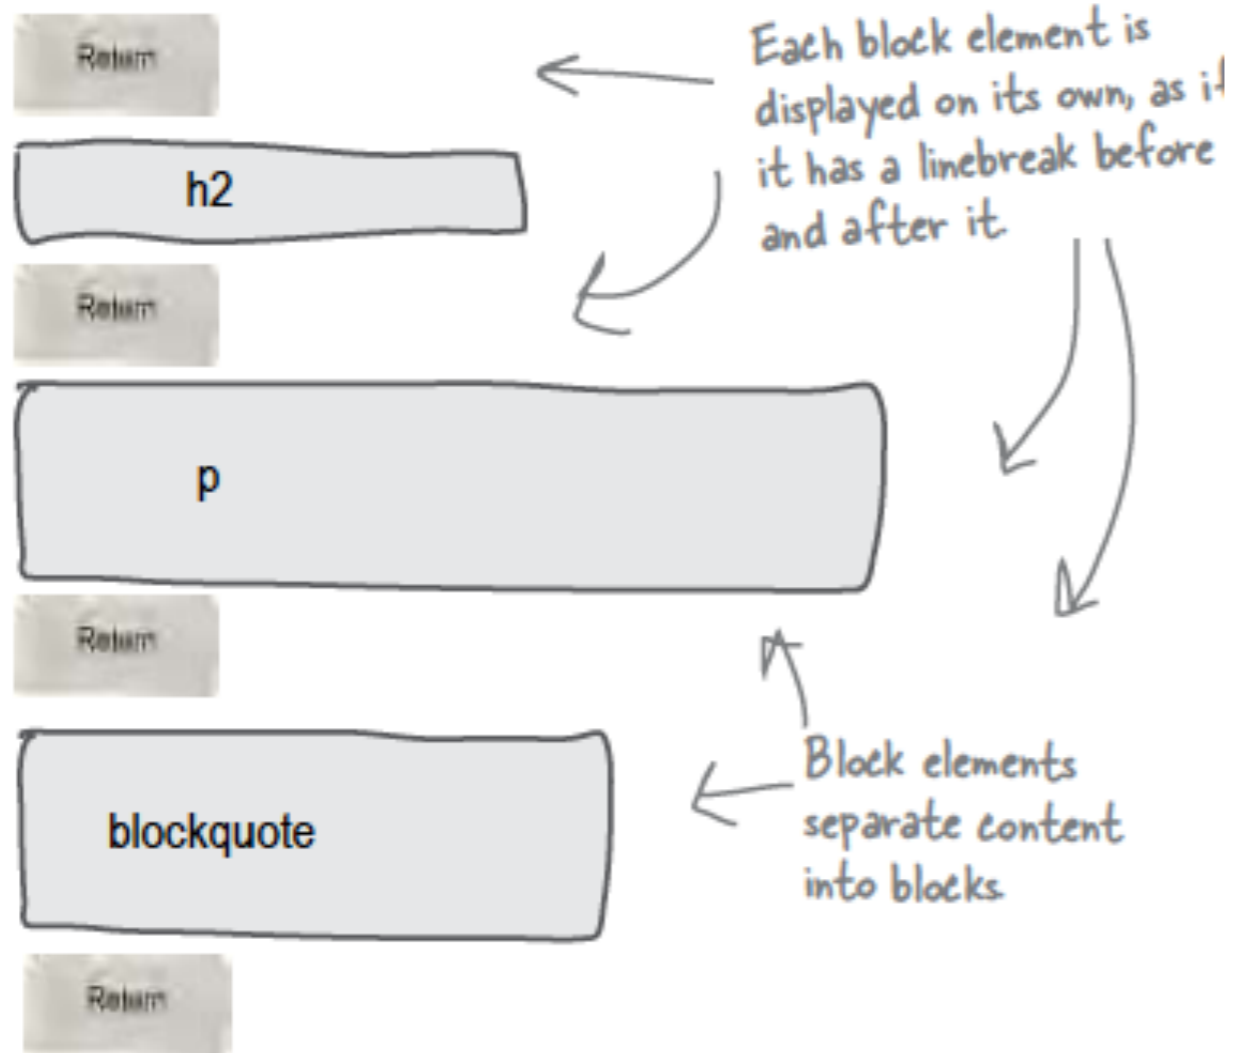 Return
Each block element is
displayed on its own, as if
it has a linebreak before
and after it.
h2
Return
p
Return
Block elements
separate content
into blocks.
blockquote
Return